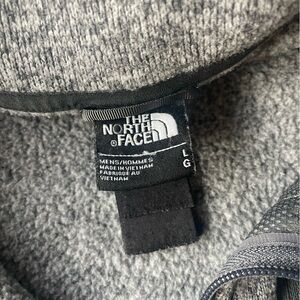 THE
NORTH
FACE
MENS/HOMMES
MADE IN VIETNAM
FABRIQUE AU
VIETNAM
L
G